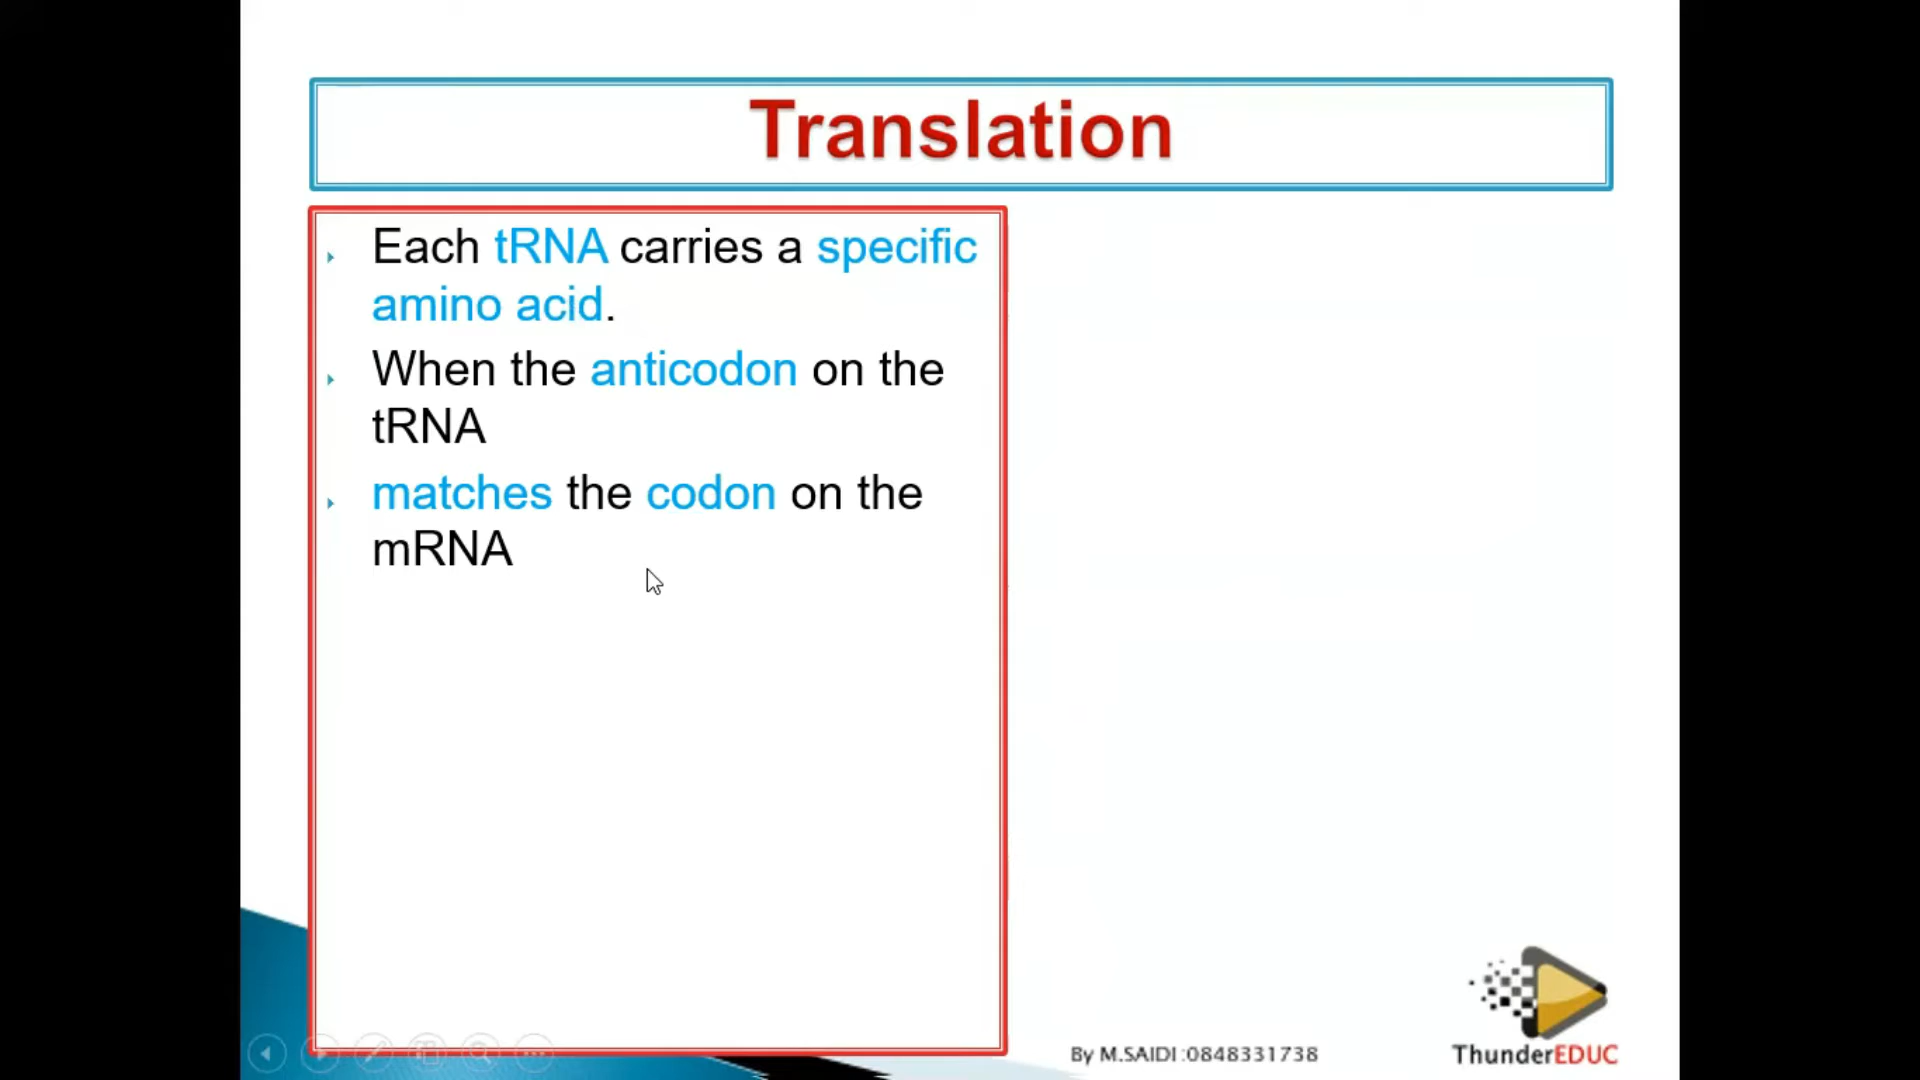 Translation
Each tRNA carries a specific
amino acid.
When the anticodon on the
tRNA
matches the codon on the
mRNA
By M.SAIDI :0848331738
ThunderEDUC